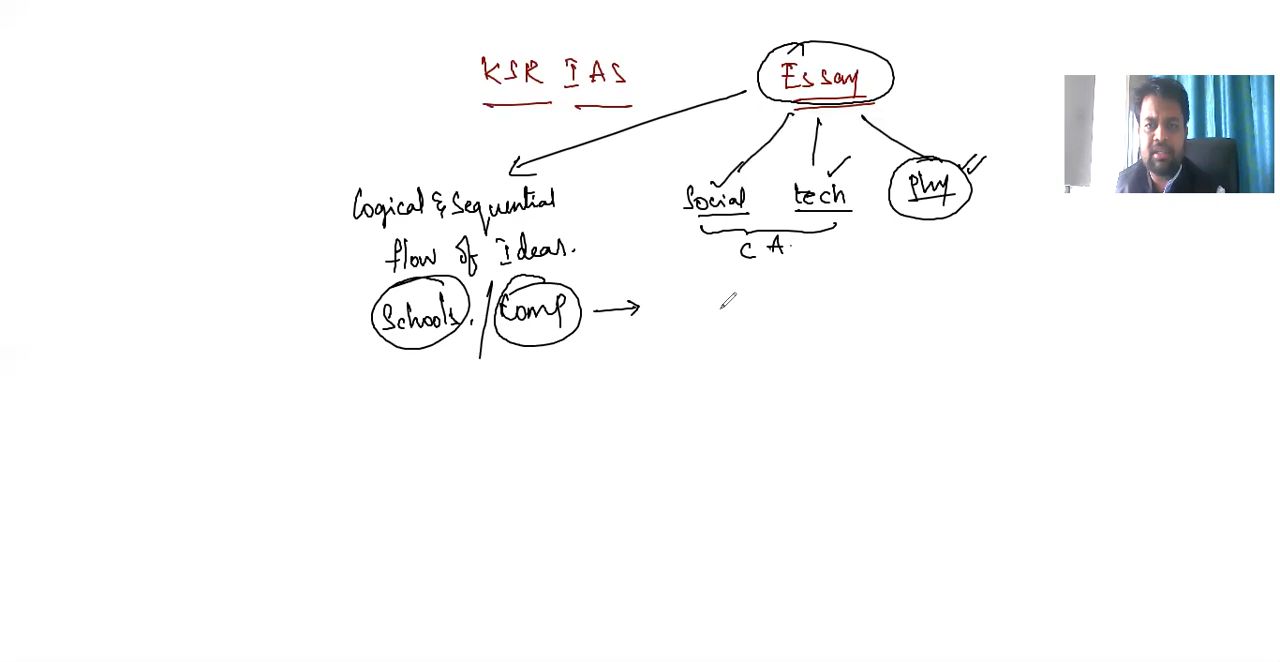 KSR IAS
Essay
Logical & Sequential
flow of Ideas.
Schools. / Comp →
Social tech Phy
C A.